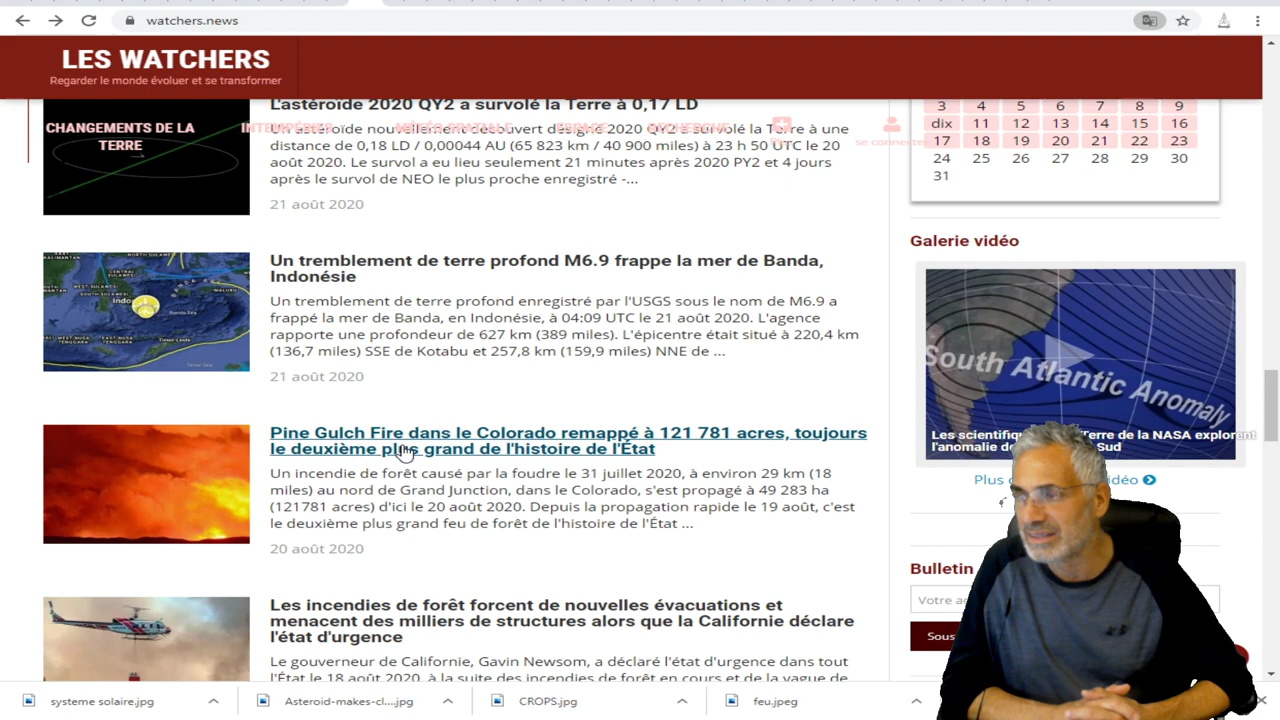 watchers.news
LES WATCHERS
Regarder le monde évoluer et se transformer
CHANGEMENTS DE LA
TERRE
INTEMPÉRIES
MÉTÉO SPATIALE
ESPACE
RECHERCHE
se connecter
L'astéroïde 2020 QY2 a survolé la Terre à 0,17 LD
Un astéroïde nouvellement découvert désigné 2020 QY2 a survolé la Terre à une
distance de 0,18 LD / 0,00044 AU (65 823 km / 40 900 miles) à 23 h 50 UTC le 20
août 2020. Le survol a eu lieu seulement 21 minutes après 2020 PY2 et 4 jours
après le survol de NEO le plus proche enregistré -...
21 août 2020
Un tremblement de terre profond M6.9 frappe la mer de Banda,
Indonésie
Un tremblement de terre profond enregistré par l'USGS sous le nom de M6.9 a
frappé la mer de Banda, en Indonésie, à 04:09 UTC le 21 août 2020. L'agence
rapporte une profondeur de 627 km (389 miles). L'épicentre était situé à 220,4 km
(136,7 miles) SSE de Kotabu et 257,8 km (159,9 miles) NNE de ...
21 août 2020
Pine Gulch Fire dans le Colorado remappé à 121 781 acres, toujours
le deuxième plus grand de l'histoire de l'État
Un incendie de forêt causé par la foudre le 31 juillet 2020, à environ 29 km (18
miles) au nord de Grand Junction, dans le Colorado, s'est propagé à 49 283 ha
(121781 acres) d'ici le 20 août 2020. Depuis la propagation rapide le 19 août, c'est
le deuxième plus grand feu de forêt de l'histoire de l'État ...
20 août 2020
Les incendies de forêt forcent de nouvelles évacuations et
menacent des milliers de structures alors que la Californie déclare
l'état d'urgence
Le gouverneur de Californie, Gavin Newsom, a déclaré l'état d'urgence dans tout
l'État le 18 août 2020, à la suite des incendies de forêt en cours et de la vague de
3 4 5 6 7 8 9
dix 11 12 13 14 15 16
17 18 19 20 21 22 23
24 25 26 27 28 29 30
31
Galerie vidéo
South Atlantic Anomaly
Les scientifiq Terre de la NASA explorent
l'anomalie d Sud
Plus déo
Bulletin
Votre a
Sous
systeme solaire.jpg
Asteroid-makes-cl....jpg
CROPS.jpg
feu.jpeg